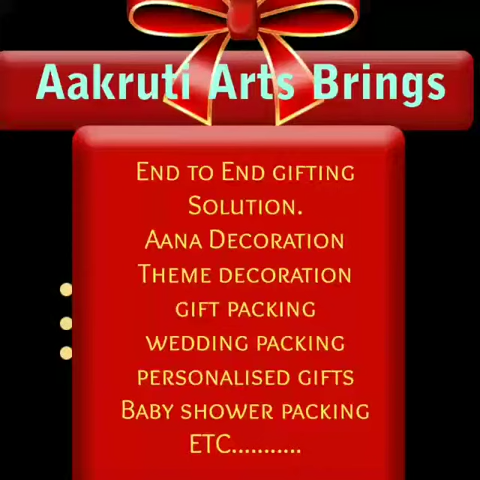 Aakruti Arts Brings
End to End gifting
Solution.
Aana Decoration
Theme decoration
gift packing
wedding packing
personalised gifts
Baby shower packing
ETC...........